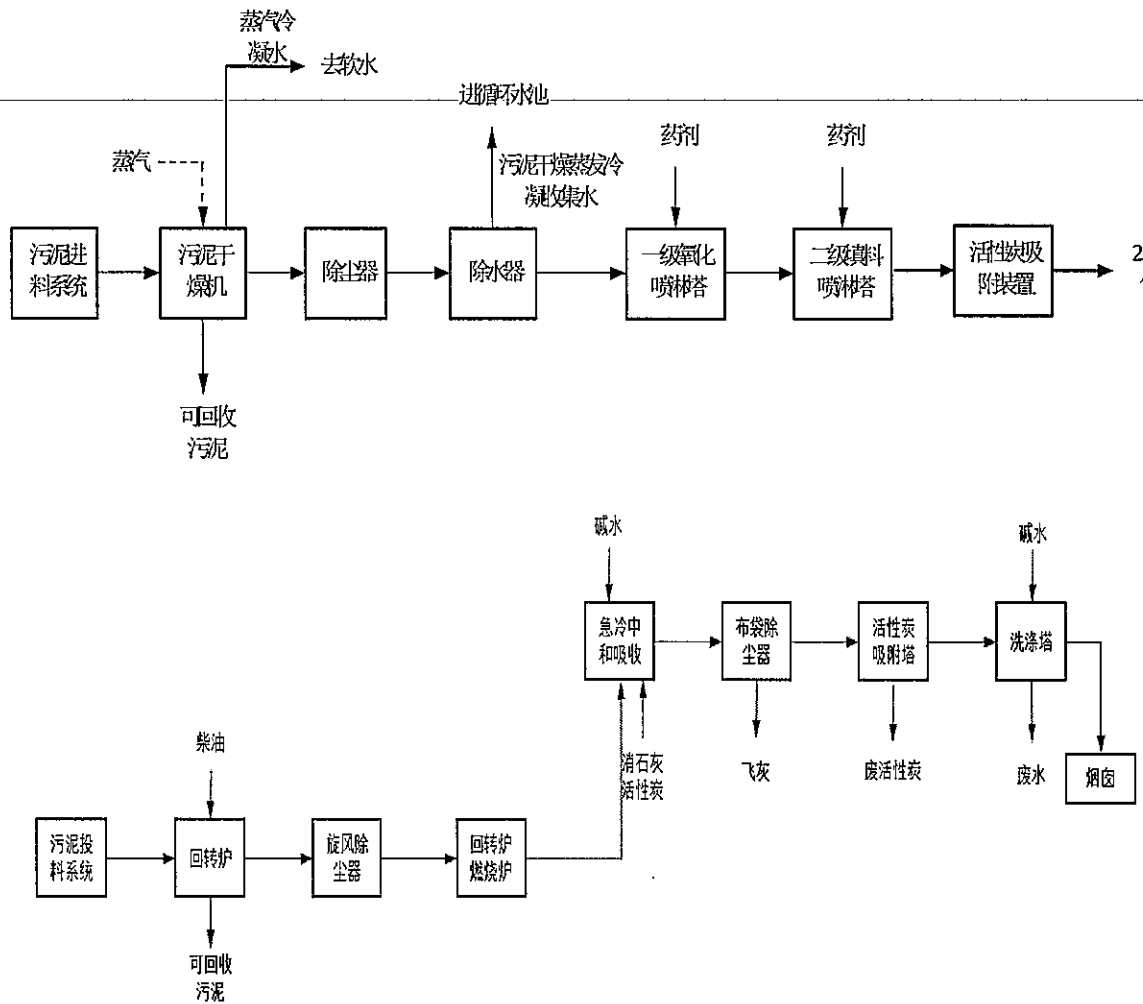 蒸气冷
凝水
去软水
进循环水池
药剂
药剂
蒸气
污泥干燥蒸发冷
凝收集水
污泥进
料系统
污泥干
燥机
除尘器
除水器
一级氧化
喷淋塔
二级填料
喷淋塔
活性炭吸
附装置
2
可回收
污泥
碱水
碱水
急冷中
和吸收
布袋除
尘器
活性炭
吸附塔
洗涤塔
柴油
消石灰
活性炭
飞灰
废活性炭
废水
烟囱
污泥投
料系统
回转炉
旋风除
尘器
回转炉
燃烧炉
可回收
污泥